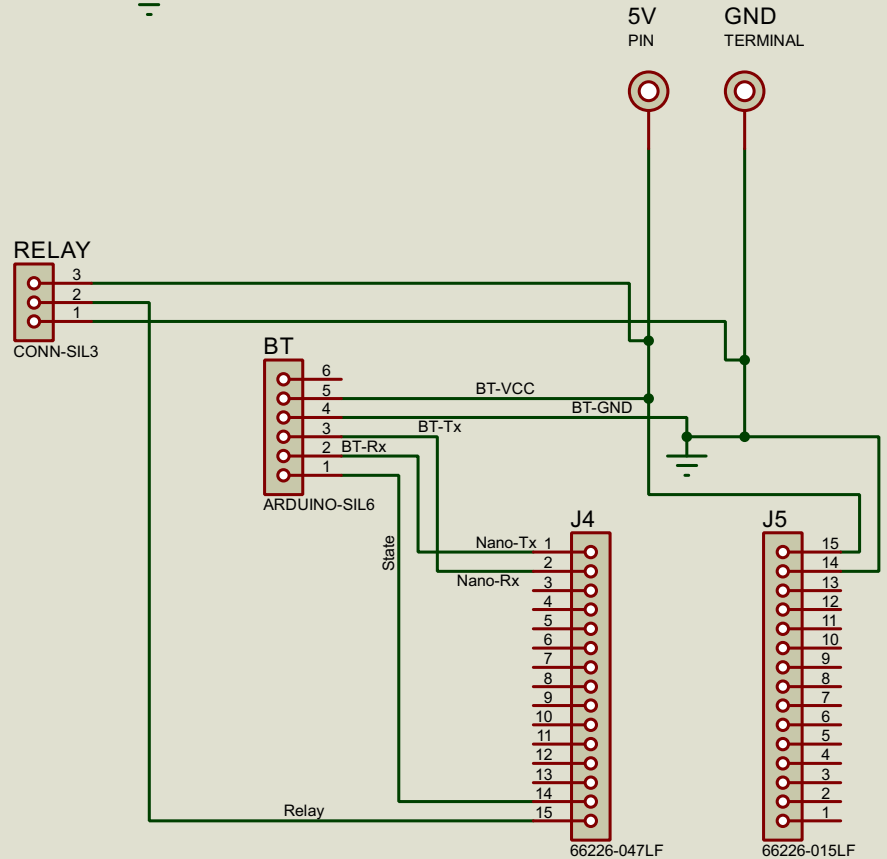 5V
PIN
GND
TERMINAL
RELAY
3
2
1
CONN-SIL3
BT
6
5
4
3
2
1
ARDUINO-SIL6
BT-VCC
BT-GND
BT-Tx
BT-Rx
State
Nano-Tx
Nano-Rx
Relay
J4
1
2
3
4
5
6
7
8
9
10
11
12
13
14
15
66226-047LF
J5
15
14
13
12
11
10
9
8
7
6
5
4
3
2
1
66226-015LF